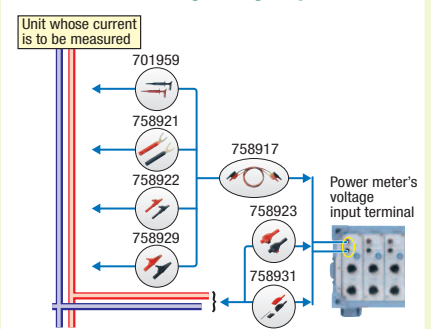 Unit whose current
is to be measured
701959
758921
758917
758922
Power meter's
voltage
input terminal
758923
758929
758931